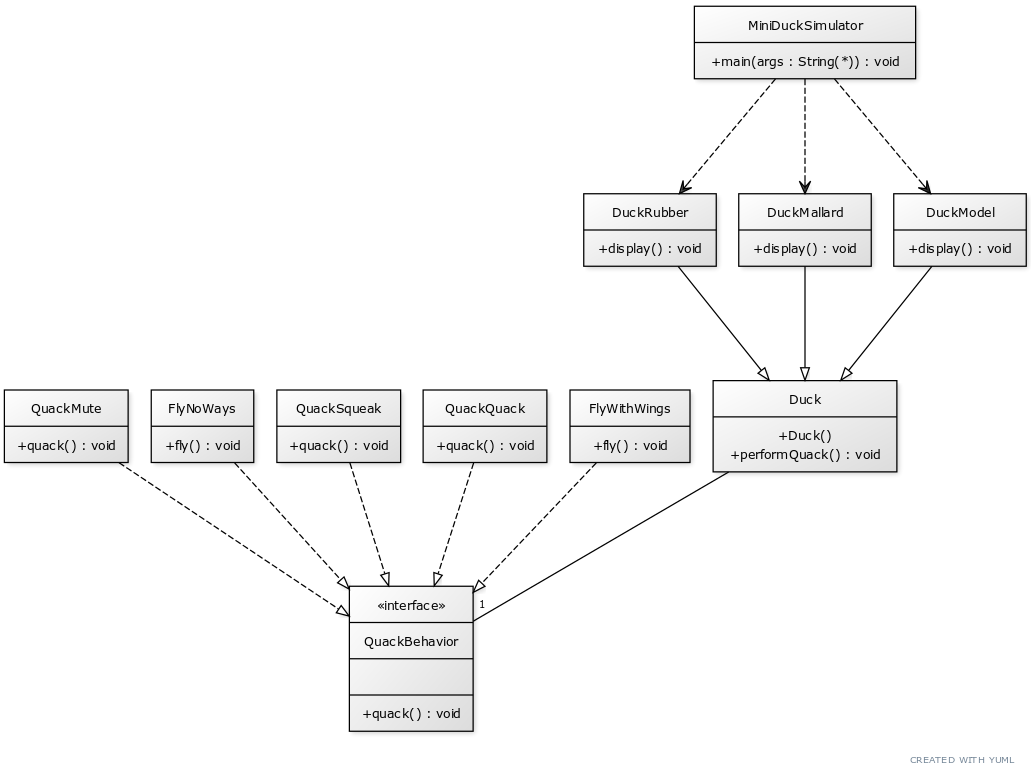 MiniDuckSimulator
+main(args : String(*)) : void
DuckRubber
+display() : void
DuckMallard
+display() : void
DuckModel
+display() : void
QuackMute
+quack() : void
FlyNoWays
+fly() : void
QuackSqueak
+quack() : void
QuackQuack
+quack() : void
FlyWithWings
+fly() : void
Duck
+Duck()
+performQuack() : void
«interface»
1
QuackBehavior
+quack() : void
CREATED WITH YUML